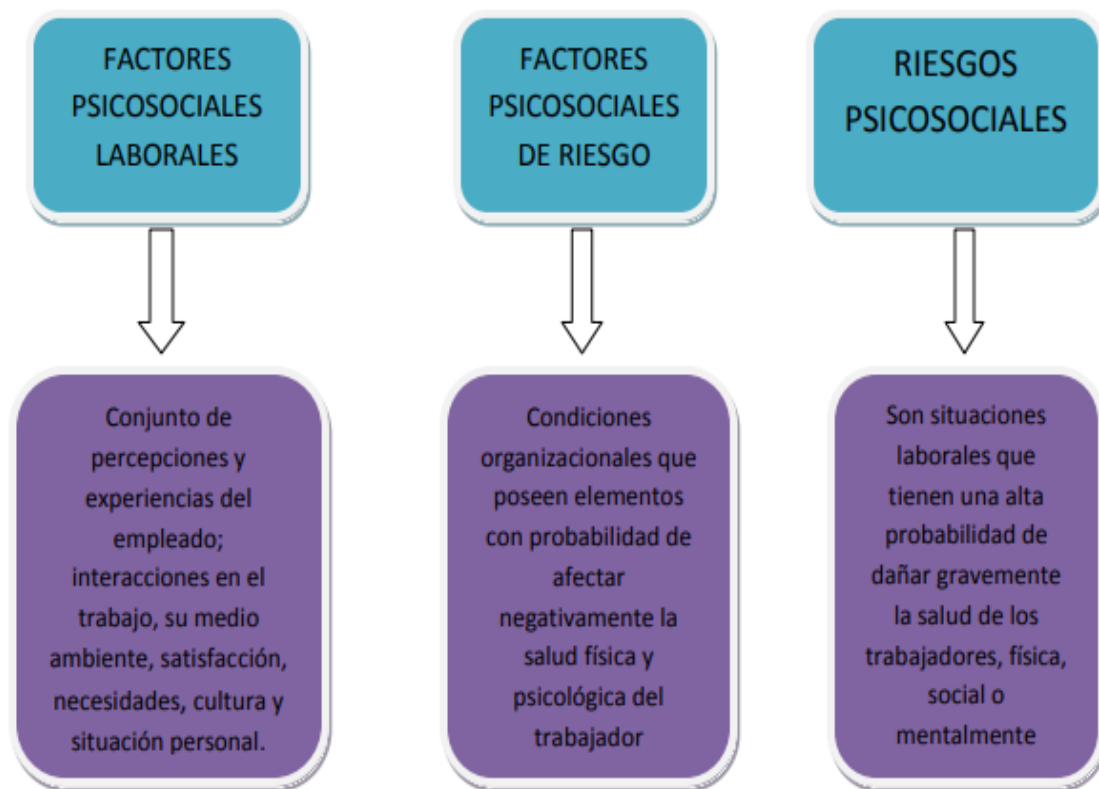 FACTORES
PSICOSOCIALES
LABORALES
FACTORES
PSICOSOCIALES
DE RIESGO
RIESGOS
PSICOSOCIALES
Conjunto de
percepciones y
experiencias del
empleado;
interacciones en el
trabajo, su medio
ambiente, satisfacción,
necesidades, cultura y
situación personal.
Condiciones
organizacionales que
poseen elementos
con probabilidad de
afectar
negativamente la
salud física y
psicológica del
trabajador
Son situaciones
laborales que
tienen una alta
probabilidad de
dañar gravemente
la salud de los
trabajadores, física,
social o
mentalmente